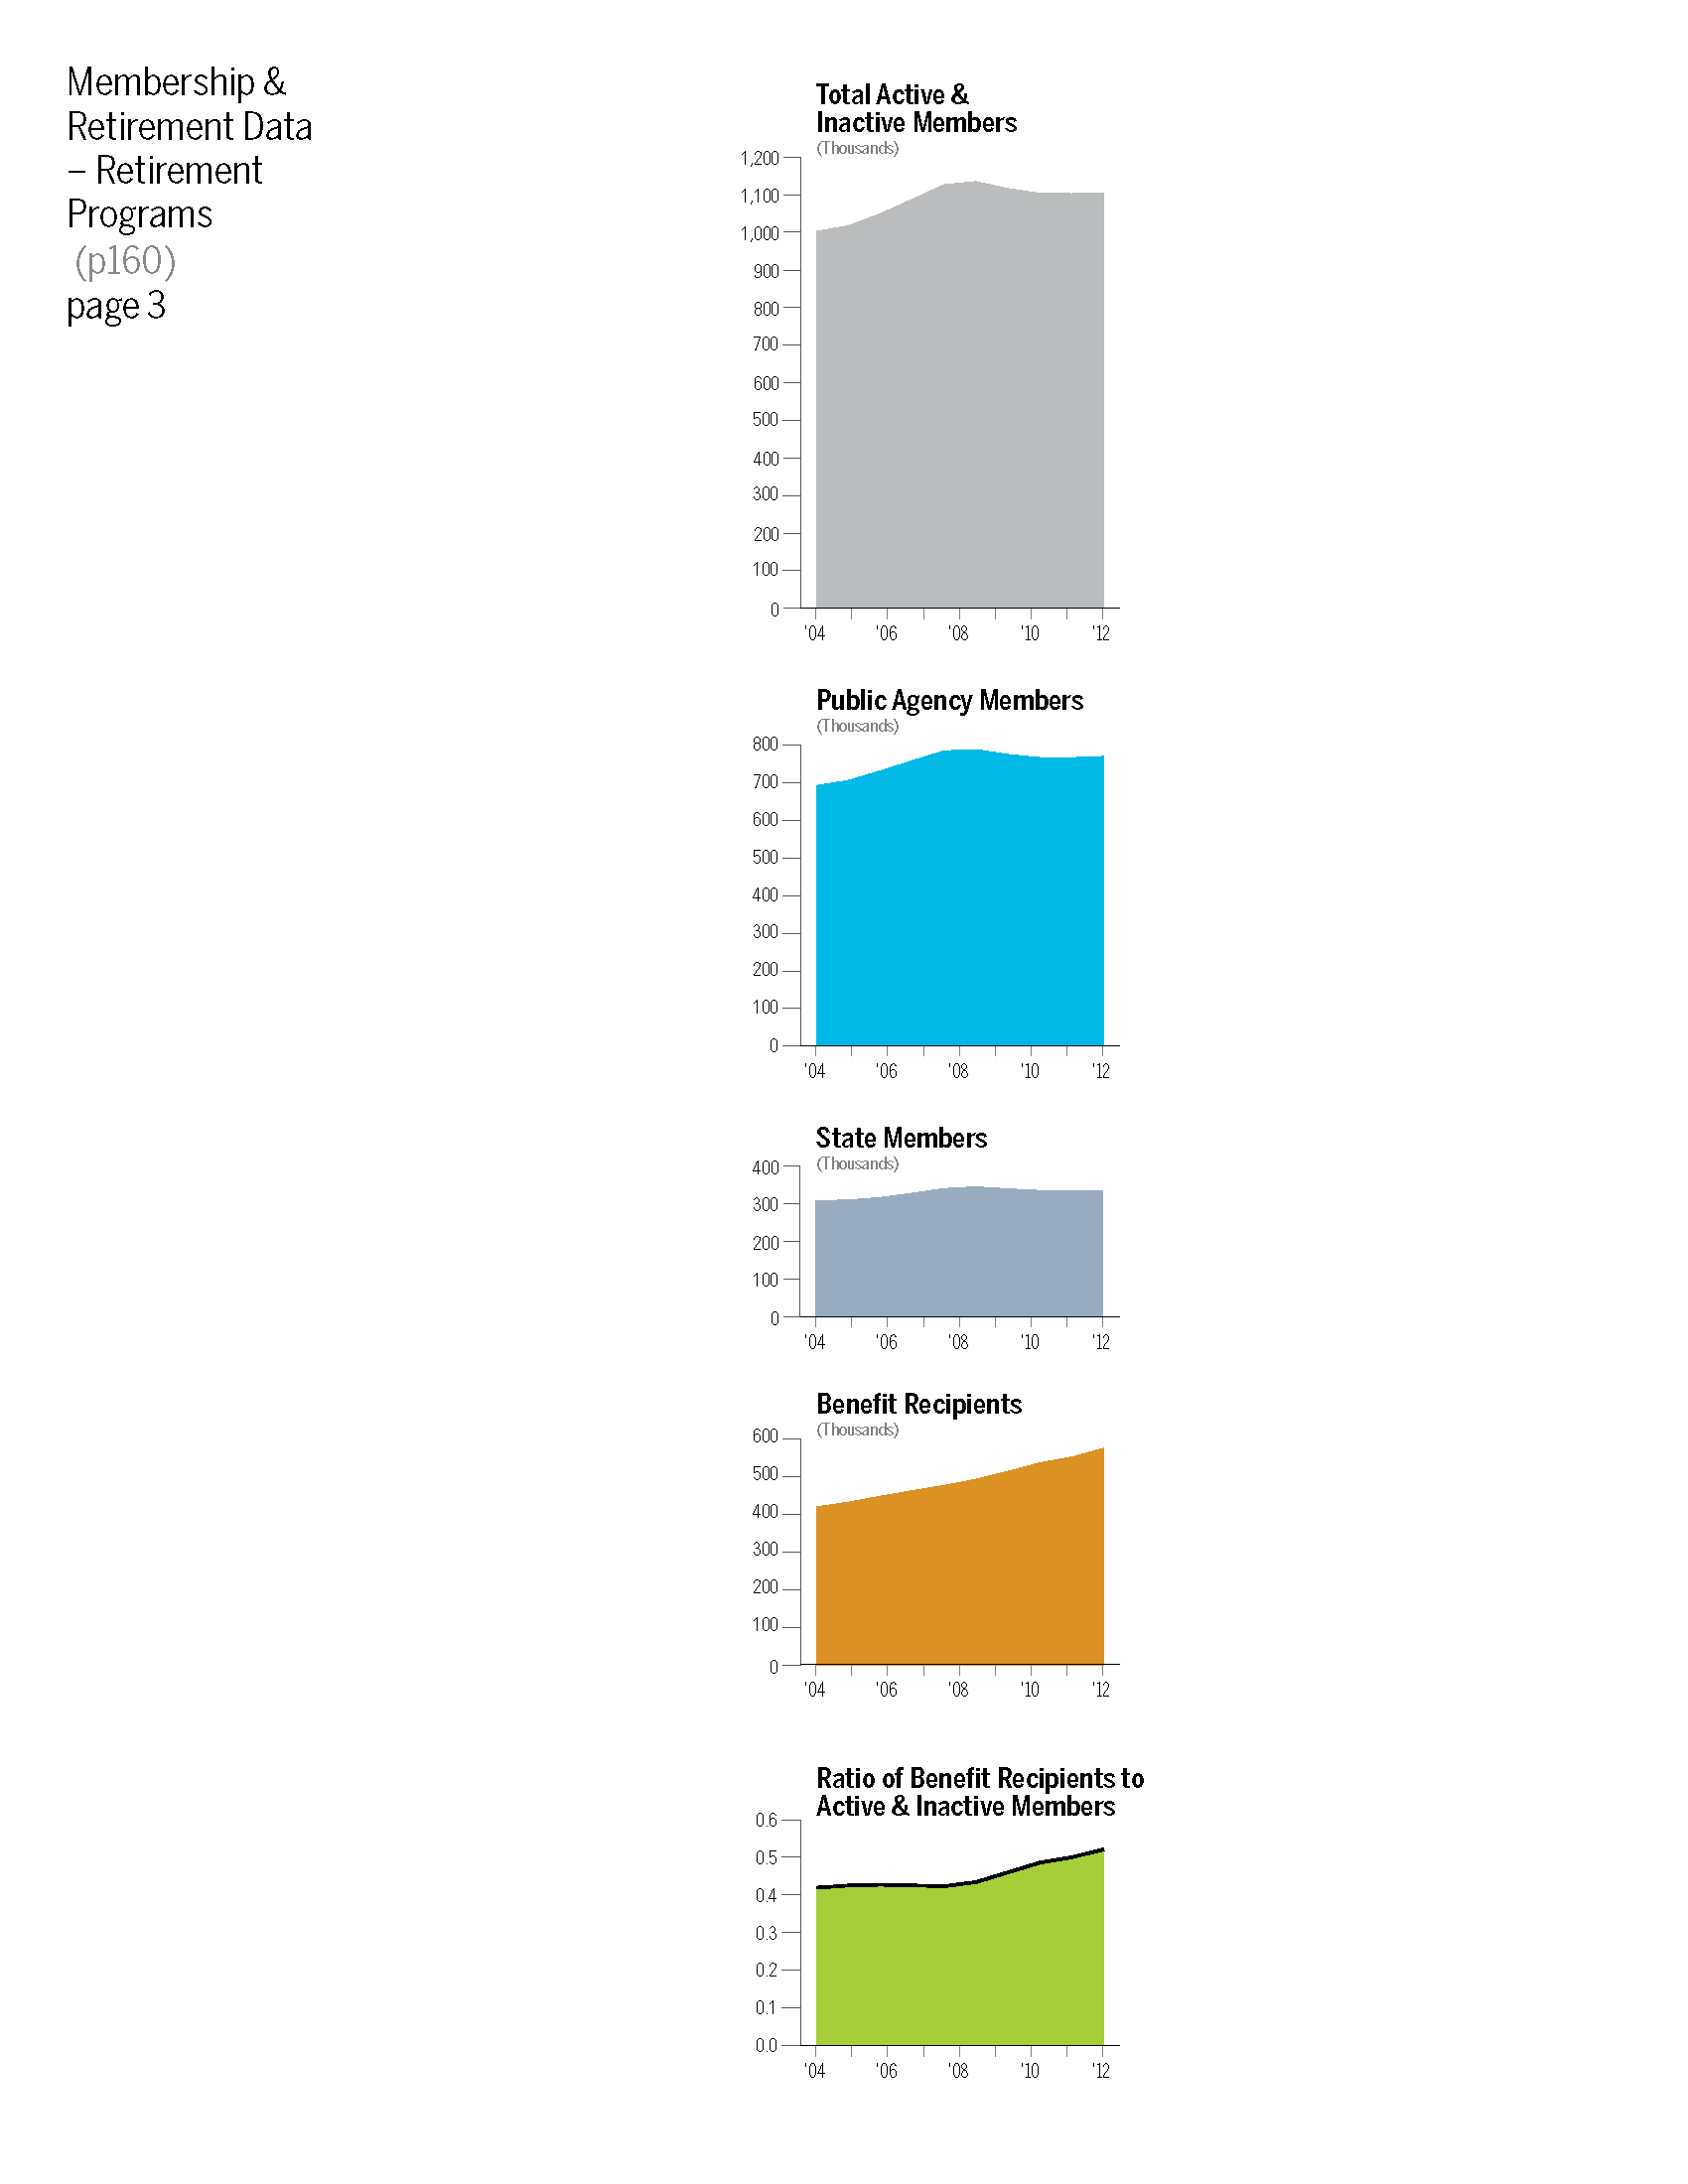 Membership &
Retirement Data
– Retirement
Programs
(p160)
page 3
Total Active &
Inactive Members
(Thousands)
1,200
1,100
1,000
900
800
700
600
500
400
300
200
100
0
'04 '06 '08 '10 '12
Public Agency Members
(Thousands)
800
700
600
500
400
300
200
100
0
'04 '06 '08 '10 '12
State Members
(Thousands)
400
300
200
100
0
'04 '06 '08 '10 '12
Benefit Recipients
(Thousands)
600
500
400
300
200
100
0
'04 '06 '08 '10 '12
Ratio of Benefit Recipients to
Active & Inactive Members
0.6
0.5
0.4
0.3
0.2
0.1
0.0
'04 '06 '08 '10 '12